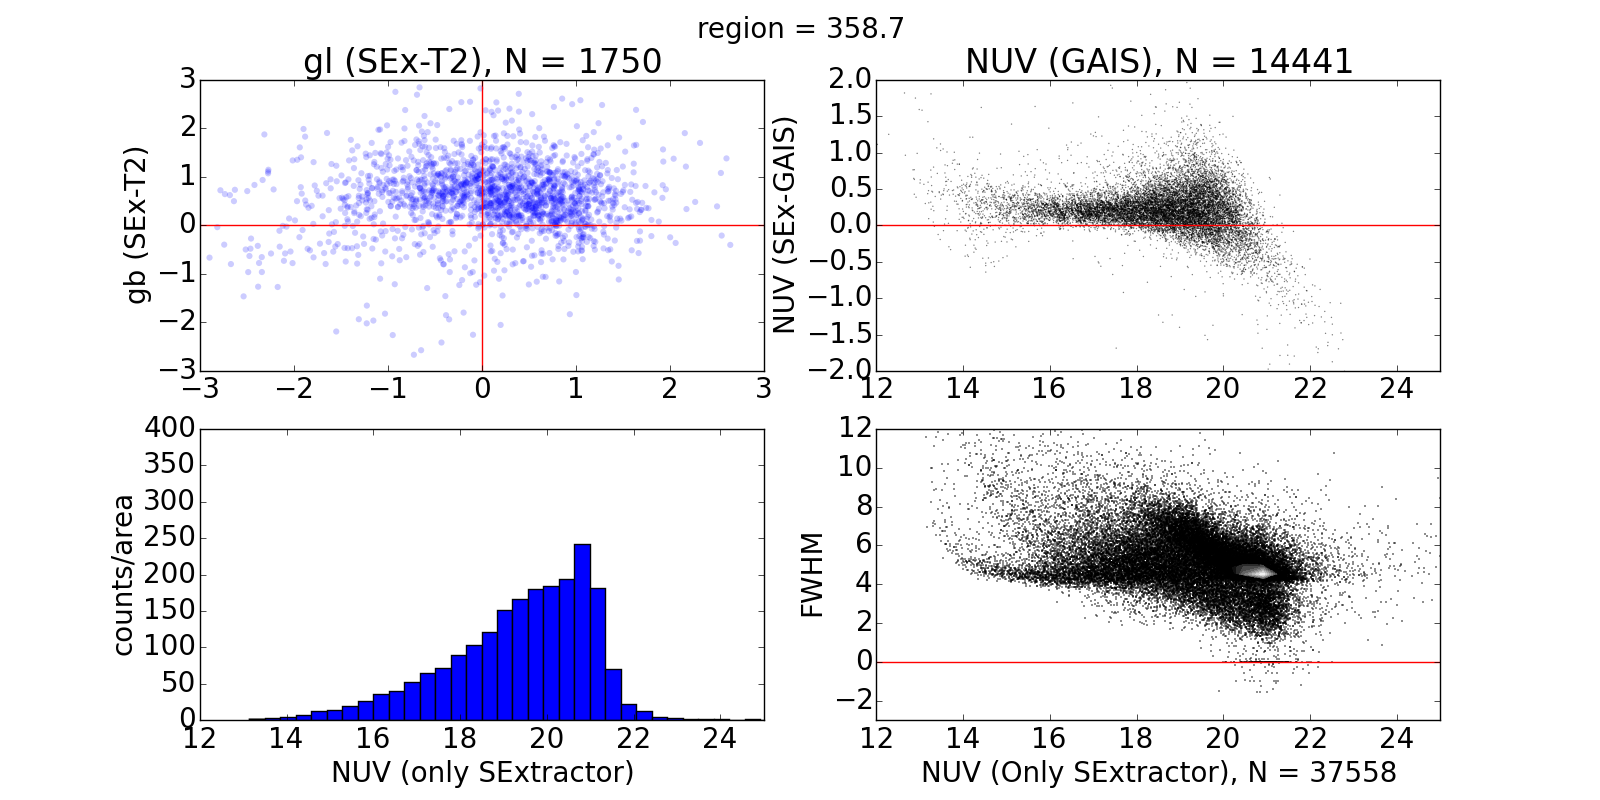 region = 358.7
gl (SEx-T2), N = 1750
NUV (GAIS), N = 14441
3
2
1
0
−1
−2
−3
gb (SEx-T2)
−3 −2 −1 0 1 2 3
2.0
1.5
1.0
0.5
0.0
−0.5
−1.0
−1.5
−2.0
NUV (SEx-GAIS)
12 14 16 18 20 22 24
400
350
300
250
200
150
100
50
0
counts/area
12 14 16 18 20 22 24
NUV (only SExtractor)
12
10
8
6
4
2
0
−2
FWHM
12 14 16 18 20 22 24
NUV (Only SExtractor), N = 37558